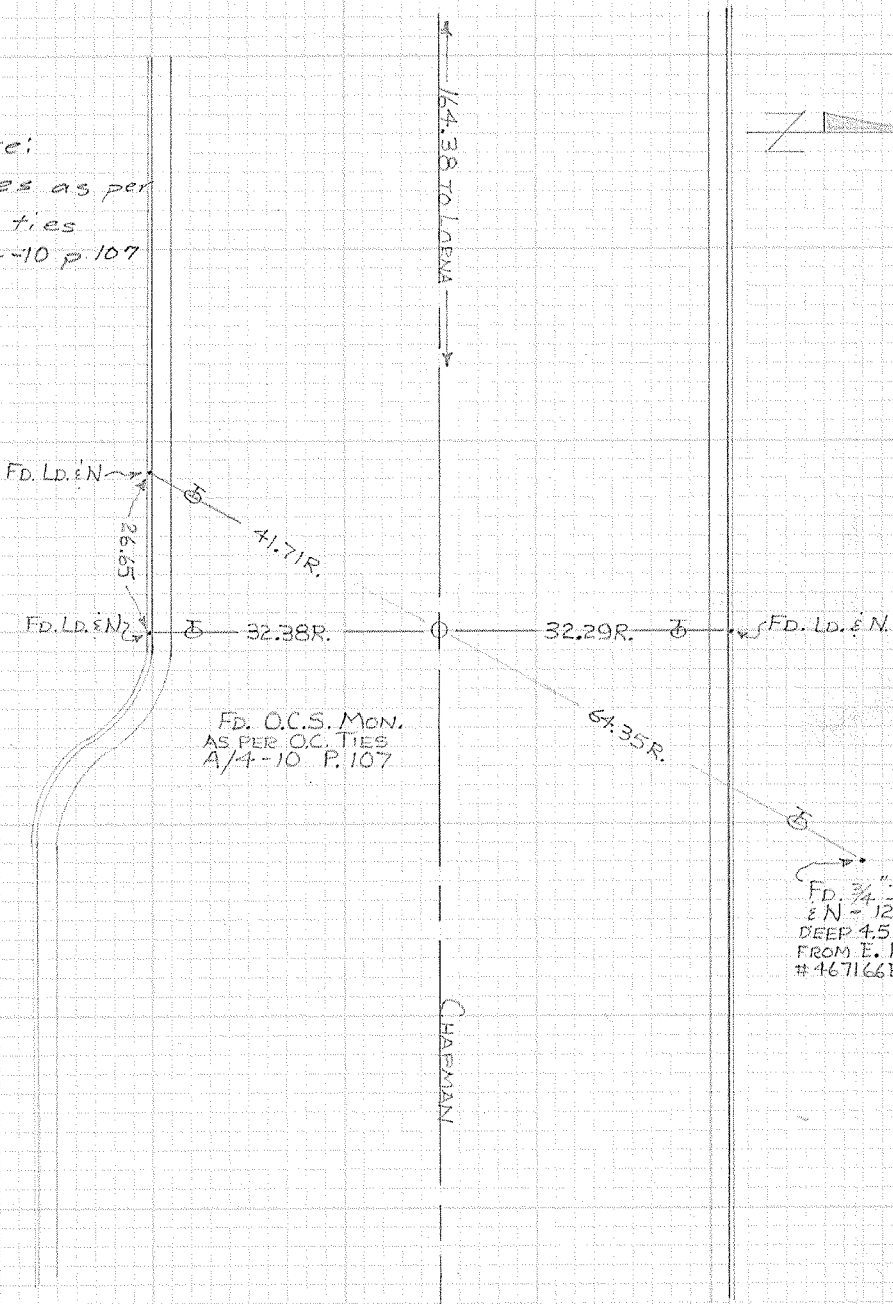 164.38 TO LORNA
e:
es as per
ties
-10 p. 107
FD. LD. & N
41.71R.
26.65
FD. LD. & N
32.38R.
32.29R.
FD. LD. & N.
FD. O.C.S. MON.
AS PER O.C. TIES
A/4-10 P. 107
64.35R.
FD. 3/4"
& N - 12
DEEP 4.5
FROM E.
#467166
CHAPMAN